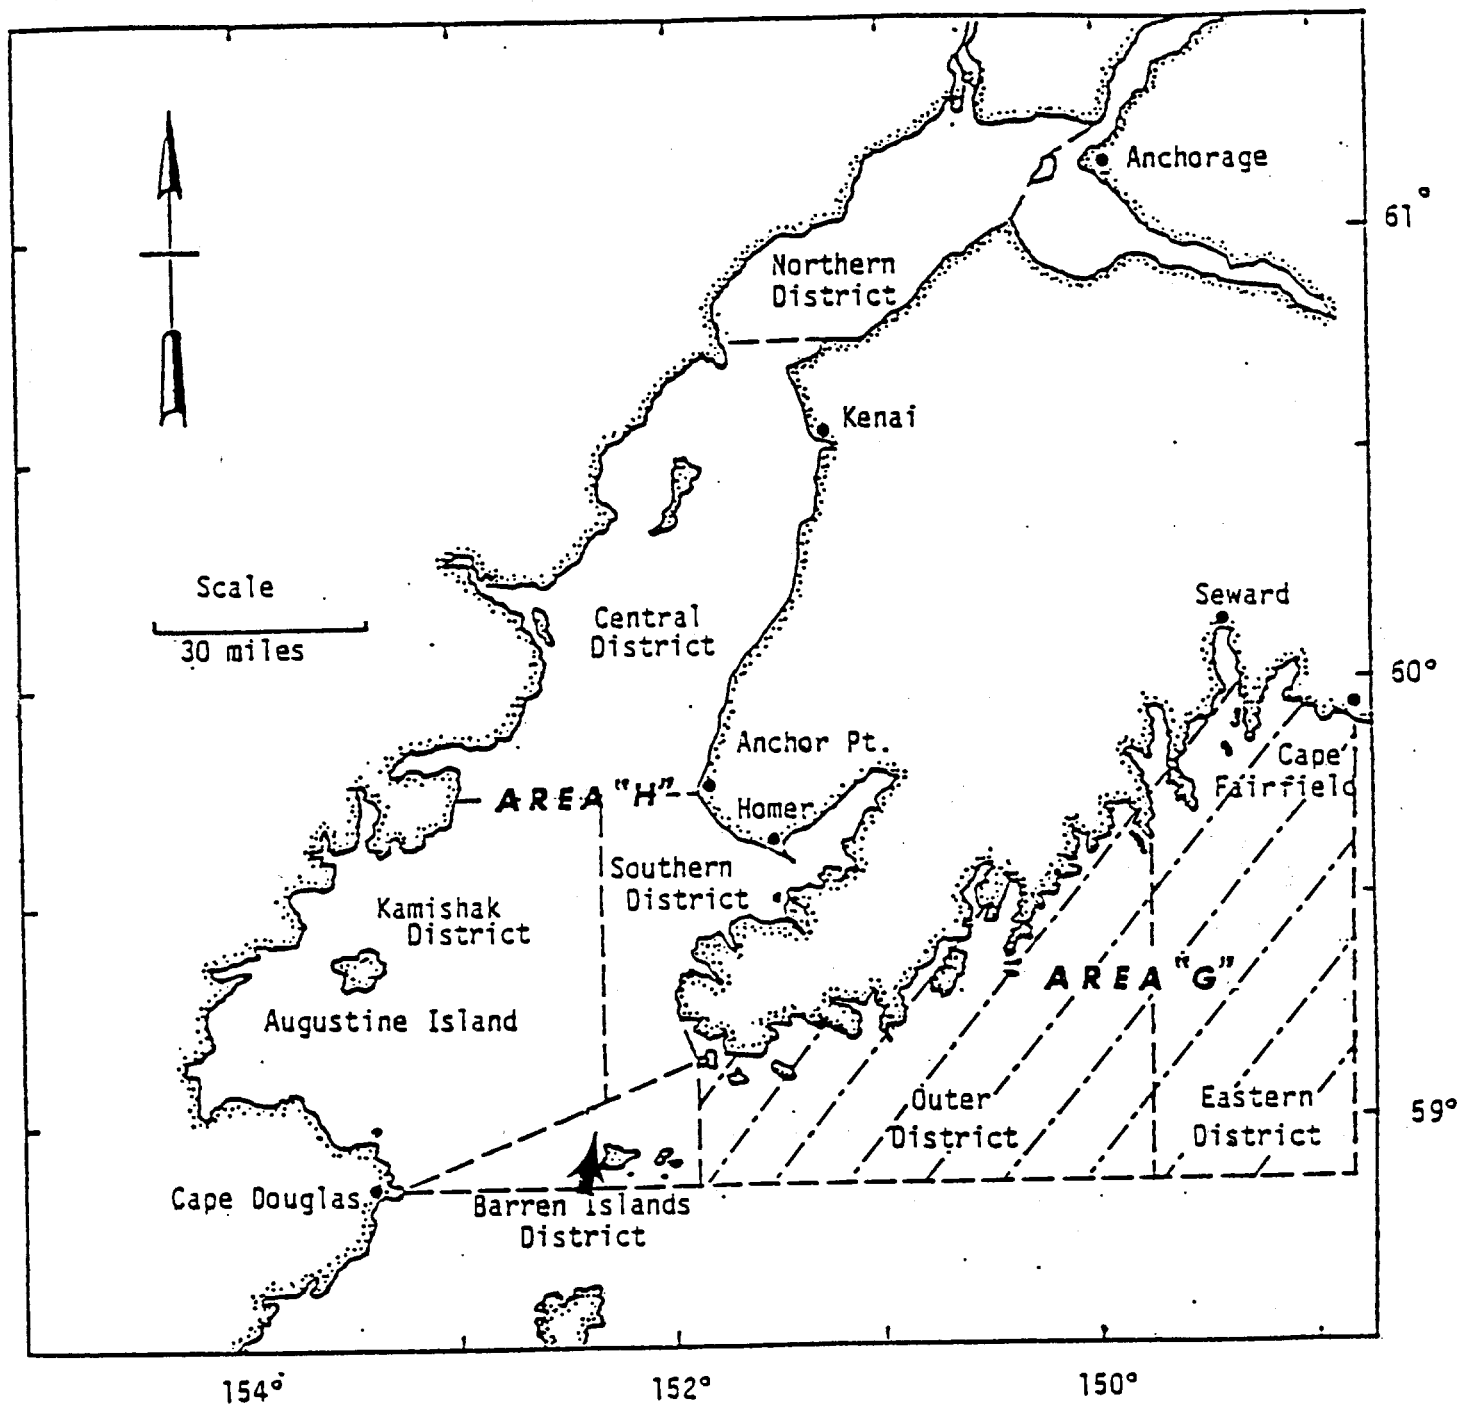 Anchorage
61°
Northern
District
Kenai
Scale
30 miles
Central
District
Seward
60°
Anchor Pt.
Cape
Fairfield
AREA "H"
Homer
Southern
District
Kamishak
District
AREA "G"
Augustine Island
Outer
District
Eastern
District
59°
Cape Douglas
Barren Islands
District
154°
152°
150°